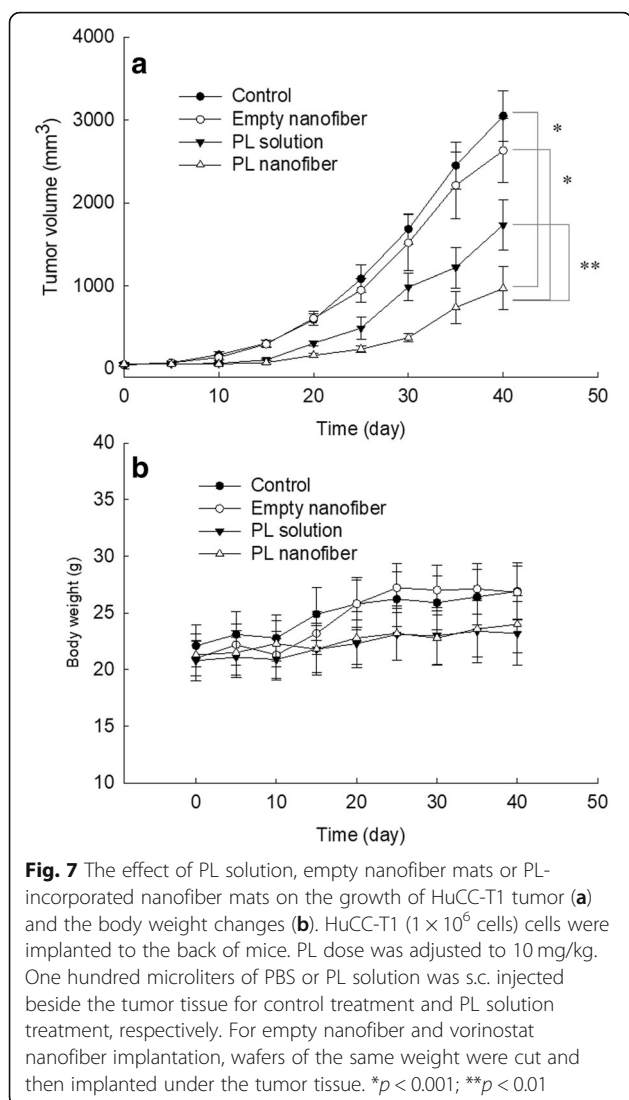 4000
a
Control
Empty nanofiber
PL solution
PL nanofiber
3000
2000
1000
0
Tumor volume (mm³)
*
*
**
0 10 20 30 40 50
Time (day)
40
b
Control
Empty nanofiber
PL solution
PL nanofiber
35
30
25
20
15
10
Body weight (g)
0 10 20 30 40 50
Time (day)
Fig. 7 The effect of PL solution, empty nanofiber mats or PL-
incorporated nanofiber mats on the growth of HuCC-T1 tumor (a)
and the body weight changes (b). HuCC-T1 (1 × 10⁶ cells) cells were
implanted to the back of mice. PL dose was adjusted to 10 mg/kg.
One hundred microliters of PBS or PL solution was s.c. injected
beside the tumor tissue for control treatment and PL solution
treatment, respectively. For empty nanofiber and vorinostat
nanofiber implantation, wafers of the same weight were cut and
then implanted under the tumor tissue. *p < 0.001; **p < 0.01